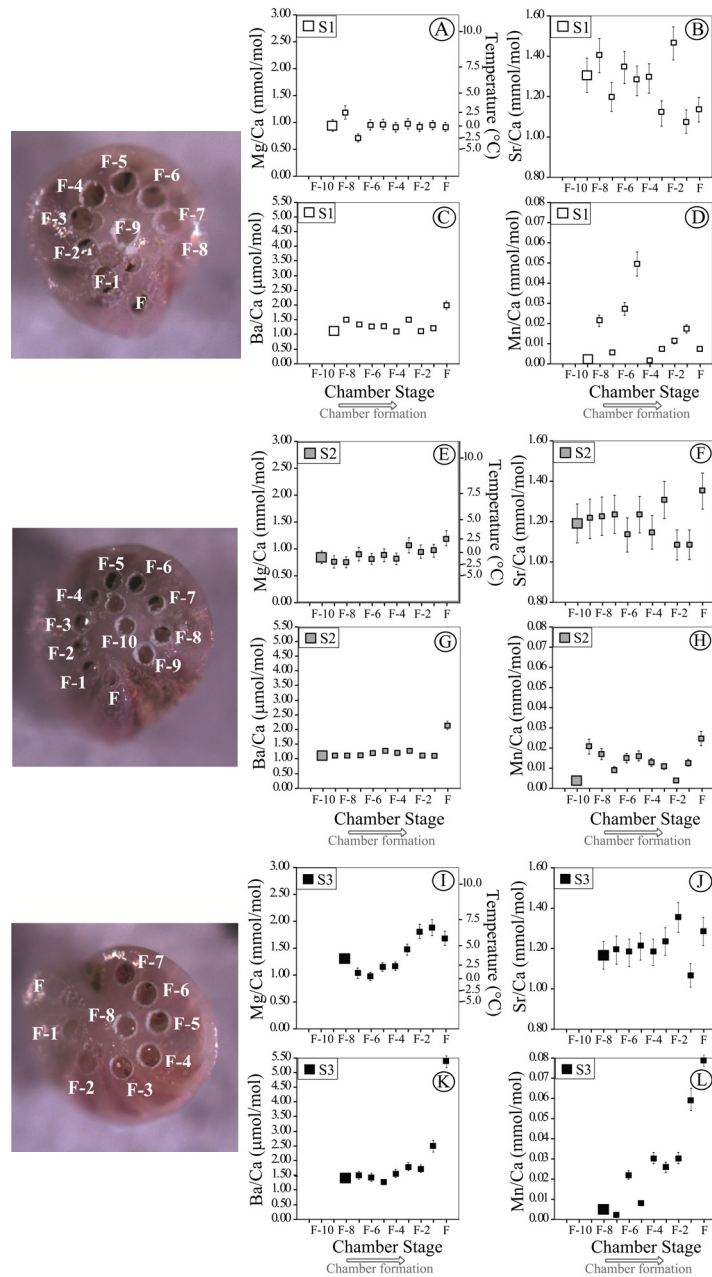 S1
A
3.00
2.50
2.00
1.50
1.00
0.50
0.00
Mg/Ca (mmol/mol)
10.0
7.5
5.0
2.5
0.0
-2.5
-5.0
Temperature (°C)
F-10 F-8 F-6 F-4 F-2 F
S1
B
1.60
1.40
1.20
1.00
0.80
Sr/Ca (mmol/mol)
F-10 F-8 F-6 F-4 F-2 F
F-5
F-4
F-6
F-3
F-7
F-9
F-2
F-8
F-1
F
S1
C
5.50
5.00
4.50
4.00
3.50
3.00
2.50
2.00
1.50
1.00
0.50
0.00
Ba/Ca (μmol/mol)
F-10 F-8 F-6 F-4 F-2 F
Chamber Stage
Chamber formation
S1
D
0.08
0.07
0.06
0.05
0.04
0.03
0.02
0.01
0.00
Mn/Ca (mmol/mol)
F-10 F-8 F-6 F-4 F-2 F
Chamber Stage
Chamber formation
S2
E
3.00
2.50
2.00
1.50
1.00
0.50
0.00
Mg/Ca (mmol/mol)
10.0
7.5
5.0
2.5
0.0
-2.5
-5.0
Temperature (°C)
F-10 F-8 F-6 F-4 F-2 F
S2
F
1.60
1.40
1.20
1.00
0.80
Sr/Ca (mmol/mol)
F-10 F-8 F-6 F-4 F-2 F
F-5
F-6
F-4
F-7
F-3
F-8
F-10
F-2
F-9
F-1
F
S2
G
5.50
5.00
4.50
4.00
3.50
3.00
2.50
2.00
1.50
1.00
0.50
0.00
Ba/Ca (μmol/mol)
F-10 F-8 F-6 F-4 F-2 F
Chamber Stage
Chamber formation
S2
H
0.08
0.07
0.06
0.05
0.04
0.03
0.02
0.01
0.00
Mn/Ca (mmol/mol)
F-10 F-8 F-6 F-4 F-2 F
Chamber Stage
Chamber formation
S3
I
3.00
2.50
2.00
1.50
1.00
0.50
0.00
Mg/Ca (mmol/mol)
10.0
7.5
5.0
2.5
0.0
-2.5
-5.0
Temperature (°C)
F-10 F-8 F-6 F-4 F-2 F
S3
J
1.60
1.40
1.20
1.00
0.80
Sr/Ca (mmol/mol)
F-10 F-8 F-6 F-4 F-2 F
F-7
F
F-6
F-8
F-5
F-1
F-4
F-2
F-3
S3
K
5.50
5.00
4.50
4.00
3.50
3.00
2.50
2.00
1.50
1.00
0.50
0.00
Ba/Ca (μmol/mol)
F-10 F-8 F-6 F-4 F-2 F
Chamber Stage
Chamber formation
S3
L
0.08
0.07
0.06
0.05
0.04
0.03
0.02
0.01
0.00
Mn/Ca (mmol/mol)
F-10 F-8 F-6 F-4 F-2 F
Chamber Stage
Chamber formation